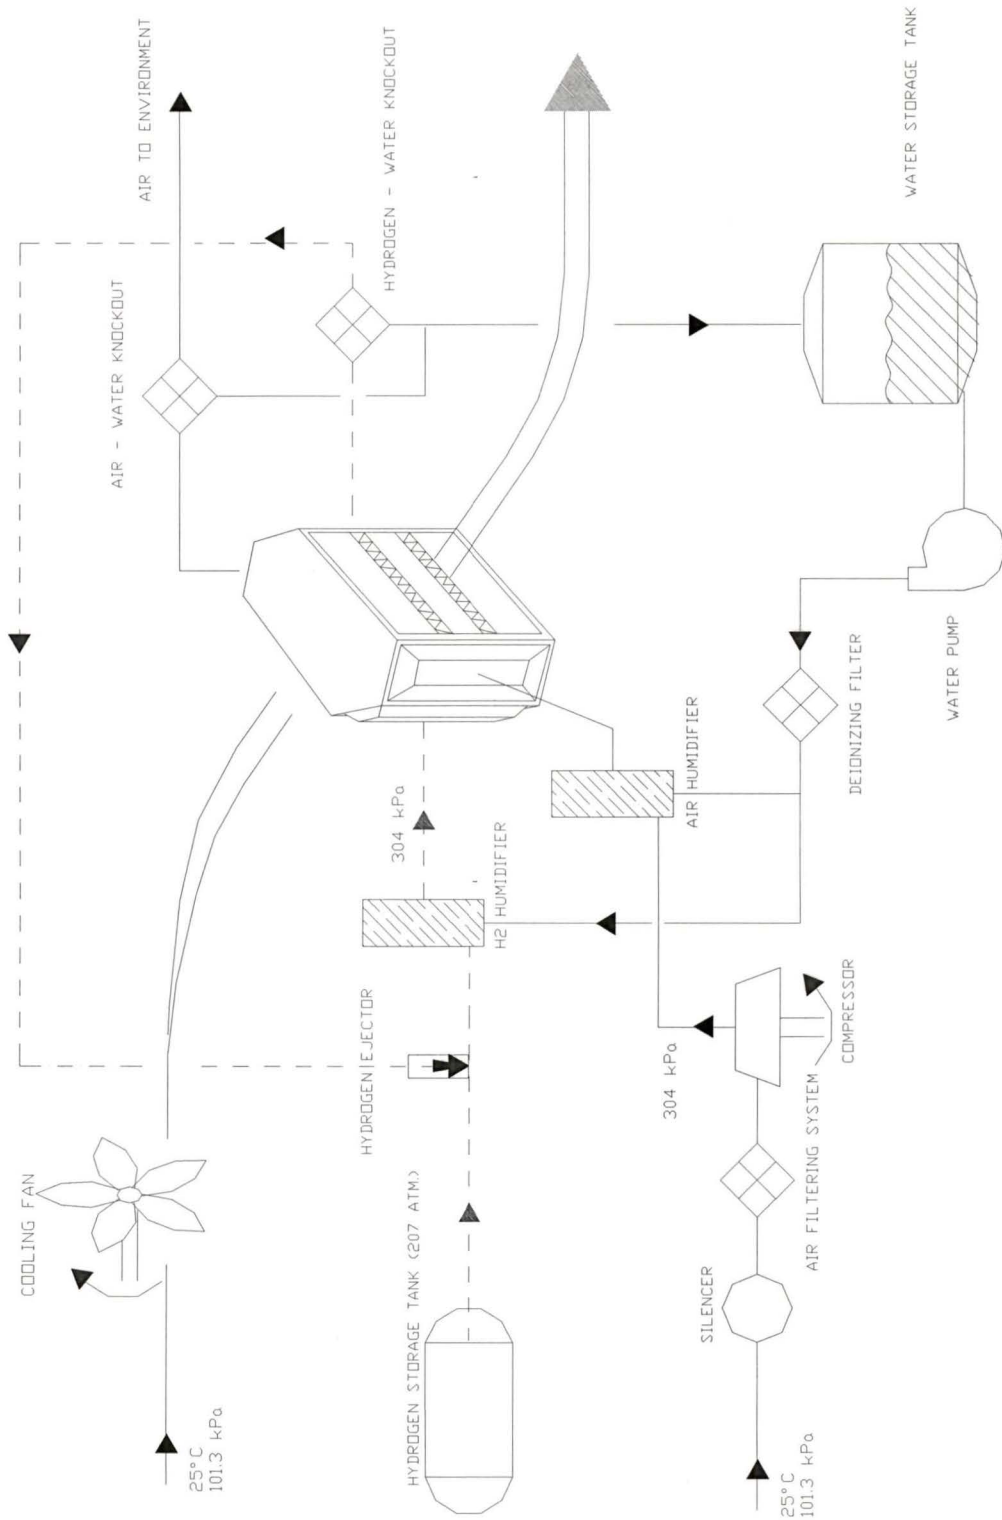 COOLING FAN
25°C
101.3 kPa
AIR - WATER KNOCKOUT
AIR TO ENVIRONMENT
HYDROGEN - WATER KNOCKOUT
HYDROGEN STORAGE TANK (207 ATM.)
HYDROGEN EJECTOR
H2 HUMIDIFIER
304 kPa
AIR HUMIDIFIER
25°C
101.3 kPa
SILENCER
AIR FILTERING SYSTEM
304 kPa
COMPRESSOR
DEIONIZING FILTER
WATER PUMP
WATER STORAGE TANK